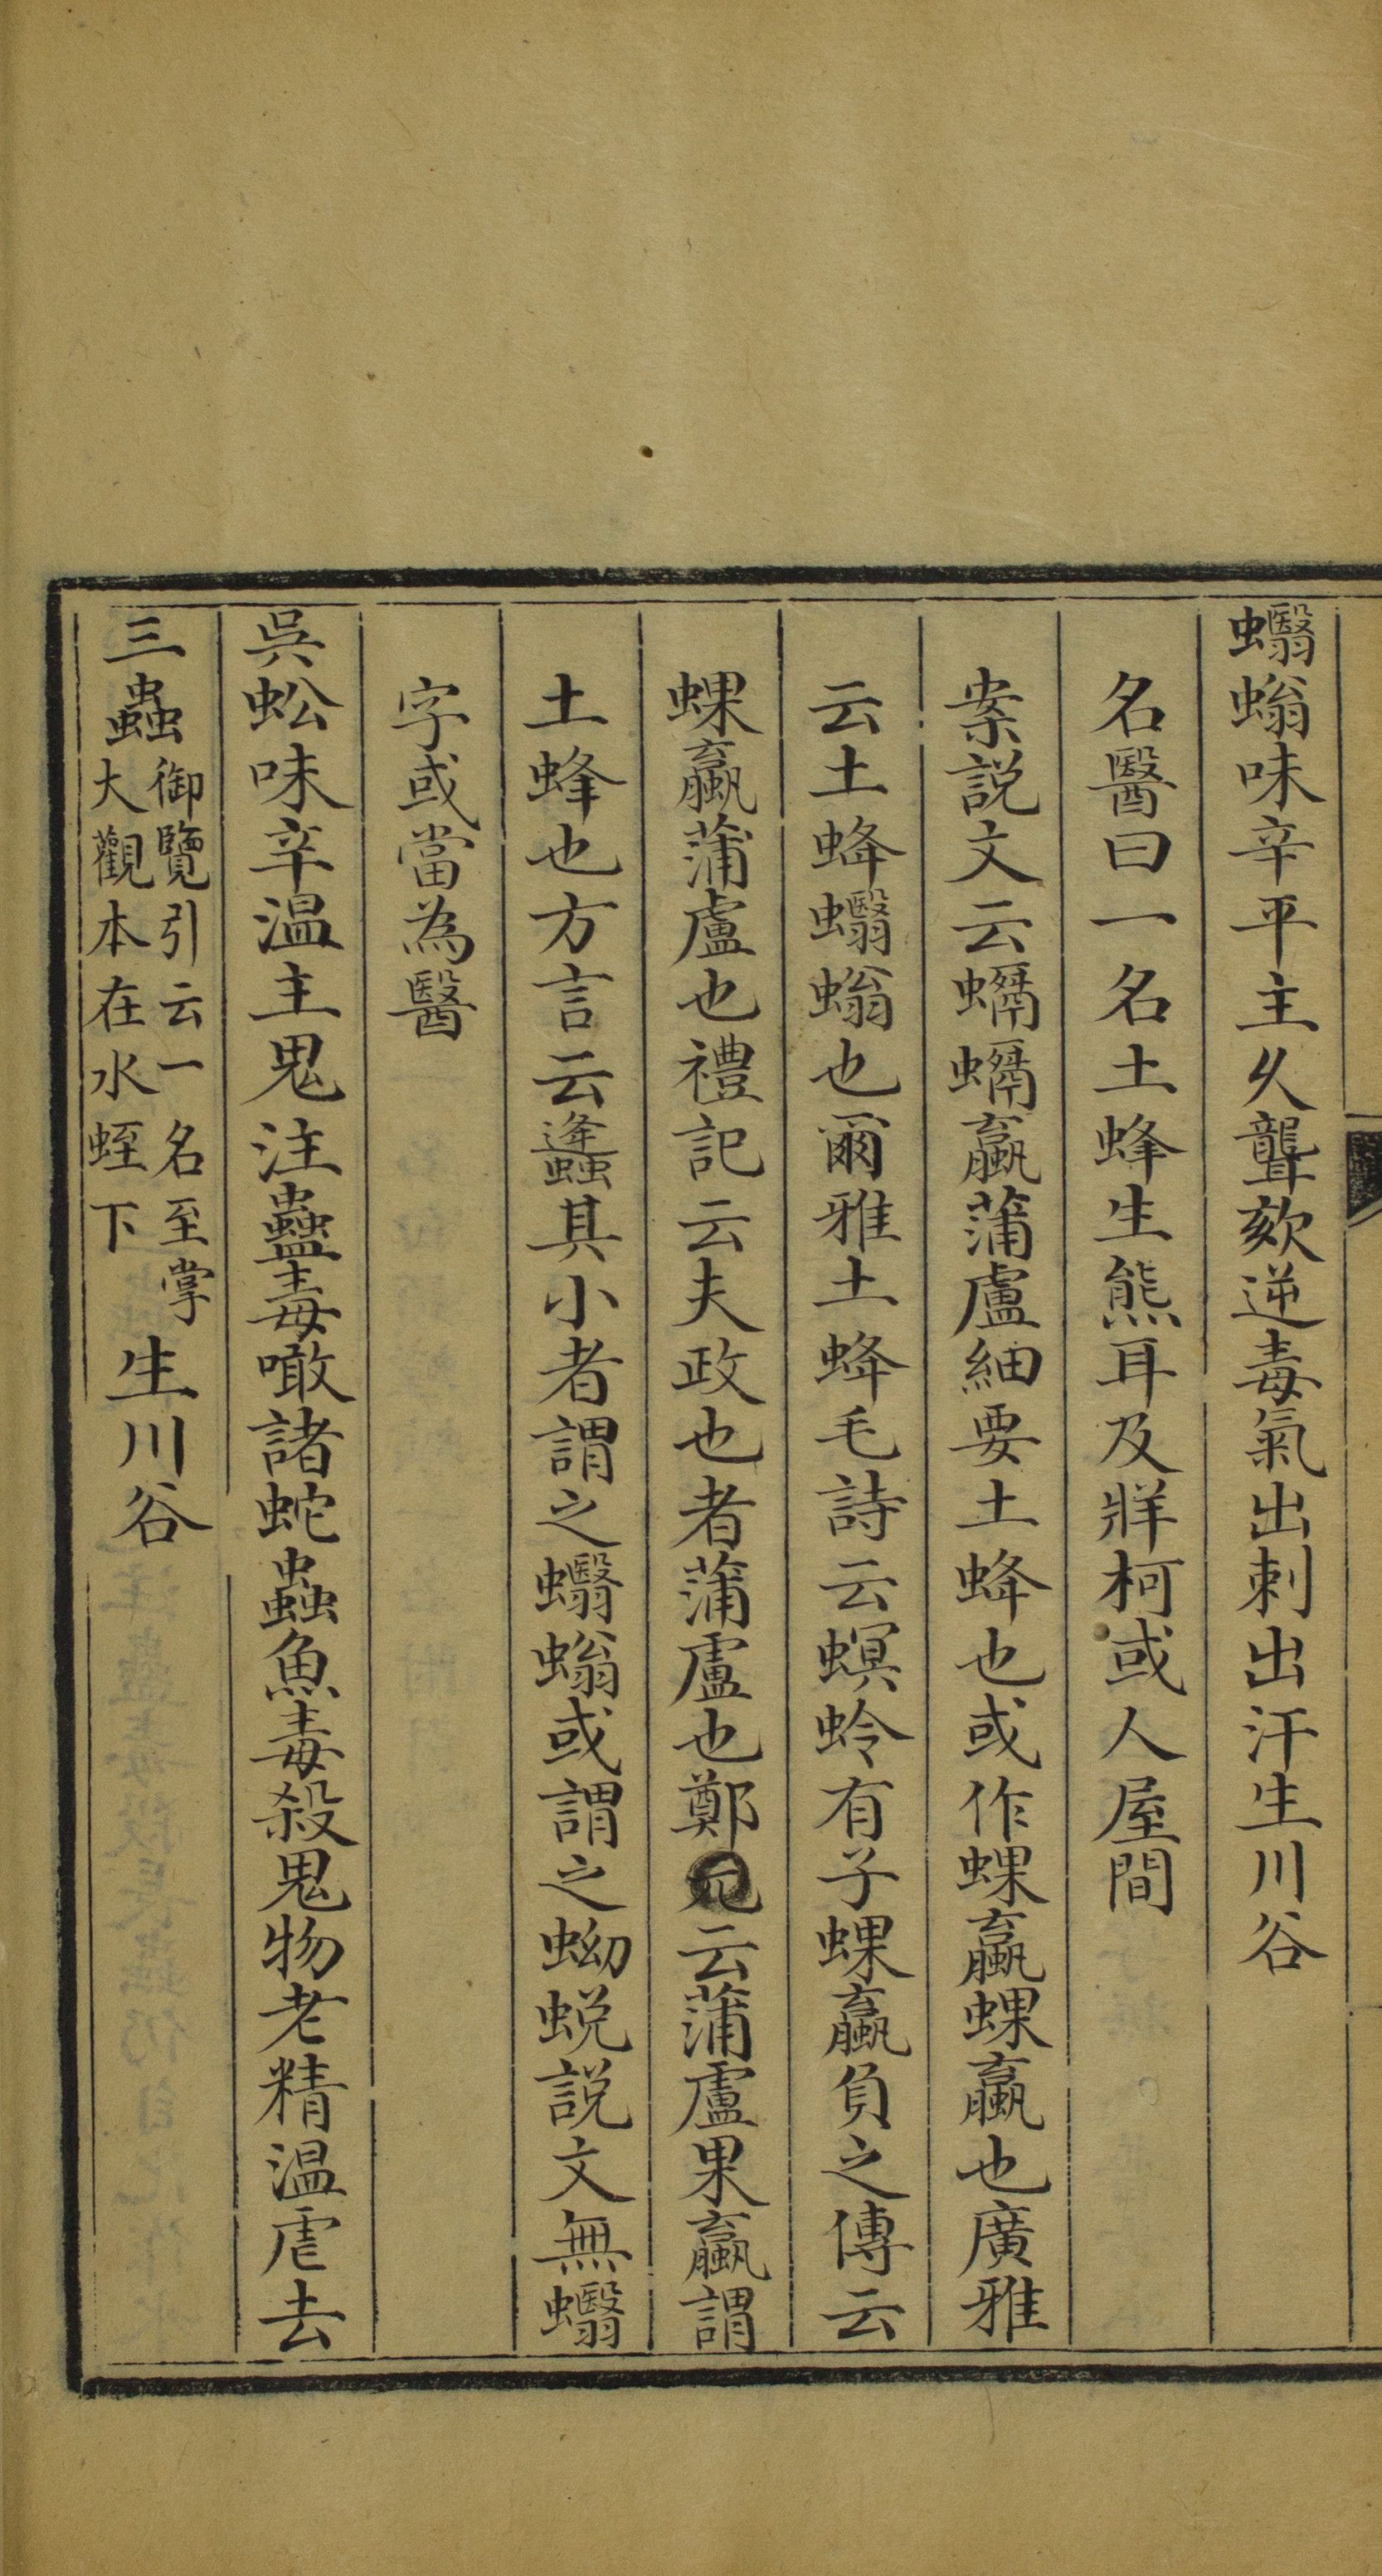 蠮螉味辛平主久聾欬逆毒氣出刺出汗生川谷
名醫曰一名土蜂生熊耳及牂柯或人屋間
案說文云蠣蠣蠃蒲盧細要土蜂也或作蜾蠃蜾蠃也廣雅
云土蜂蠮螉也爾雅土蜂毛詩云螟蛉有子蜾蠃負之傳云
蜾蠃蒲盧也禮記云夫政也者蒲盧也鄭云蒲盧果蠃謂
土蜂也方言云蠭其小者謂之蠮螉或謂之蚴蛻說文無蠮
字或當為醫
吳蚣味辛温主鬼注蠱毒噉諸蛇蟲魚毒殺鬼物老精温虐去
三蟲御覽引云一名至掌大觀本在水蛭下生川谷